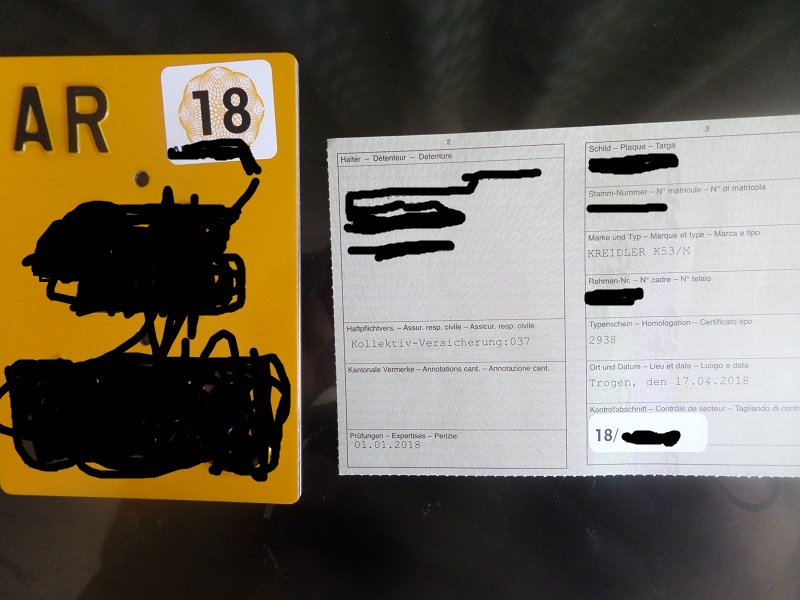 AR
18
2
Halter – Détenteur – Detentore
Haftpflichtvers. – Assur. resp. civile – Assicur. resp. civile
Kollektiv-Versicherung:037
Kantonale Vermerke – Annotations cant. – Annotazione cant.
Prüfungen – Expertises – Perizie
01.01.2018
3
Schild – Plaque – Targa
Stamm-Nummer – N° matricule – N° di matricola
Marke und Typ – Marque et type – Marca e tipo
KREIDLER K53/M
Rahmen-Nr. – N° cadre – N° telaio
Typenschein – Homologation – Certificato tipo
2938
Ort und Datum – Lieu et date – Luogo e data
Trogen, den 17.04.2018
Kontrollabschnitt – Contrôle de secteur – Tagliando di contr
18/